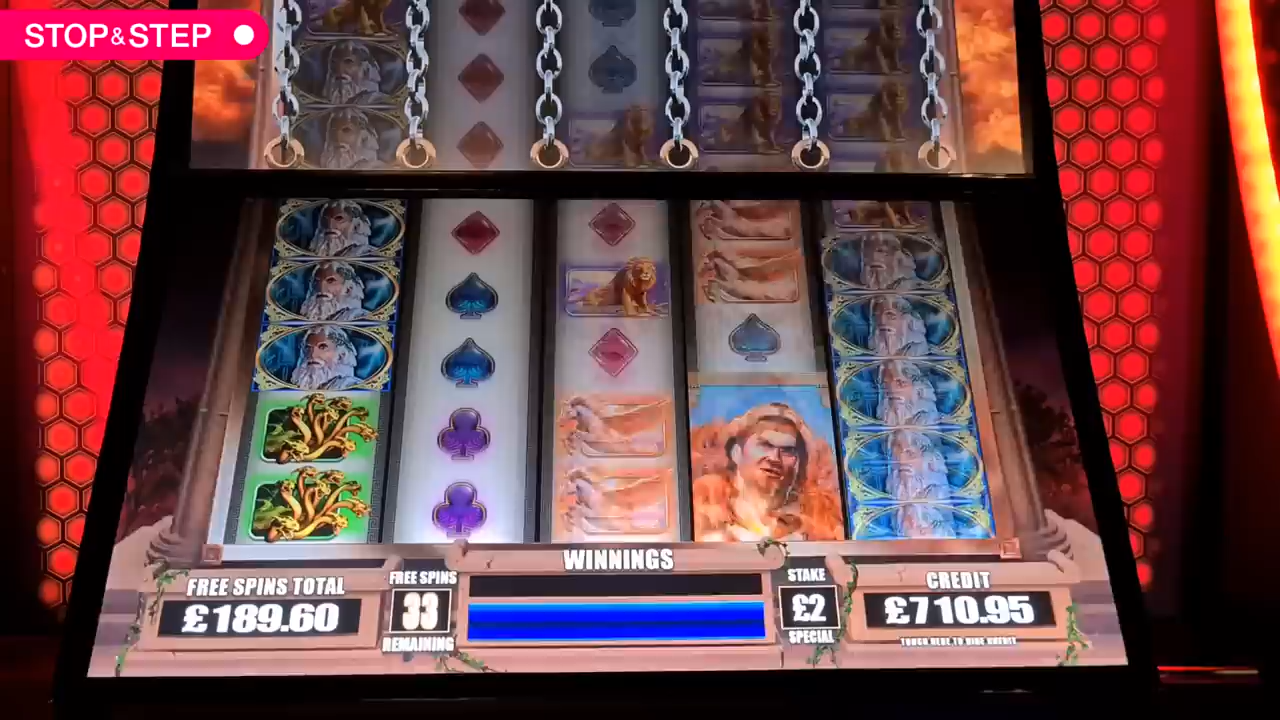 STOP&STEP
WINNINGS
FREE SPINS TOTAL
£189.60
FREE SPINS
33
REMAINING
STAKE
£2
SPECIAL
CREDIT
£710.95
TOUCH HERE TO HIDE CREDIT